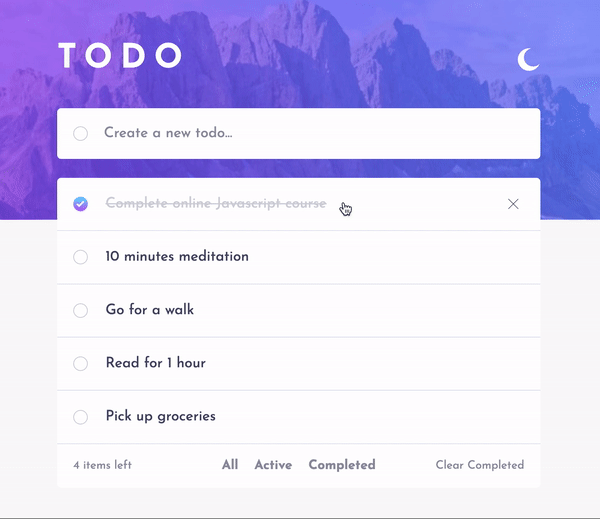 TODO
Create a new todo...
Complete online Javascript course
10 minutes meditation
Go for a walk
Read for 1 hour
Pick up groceries
4 items left All Active Completed Clear Completed